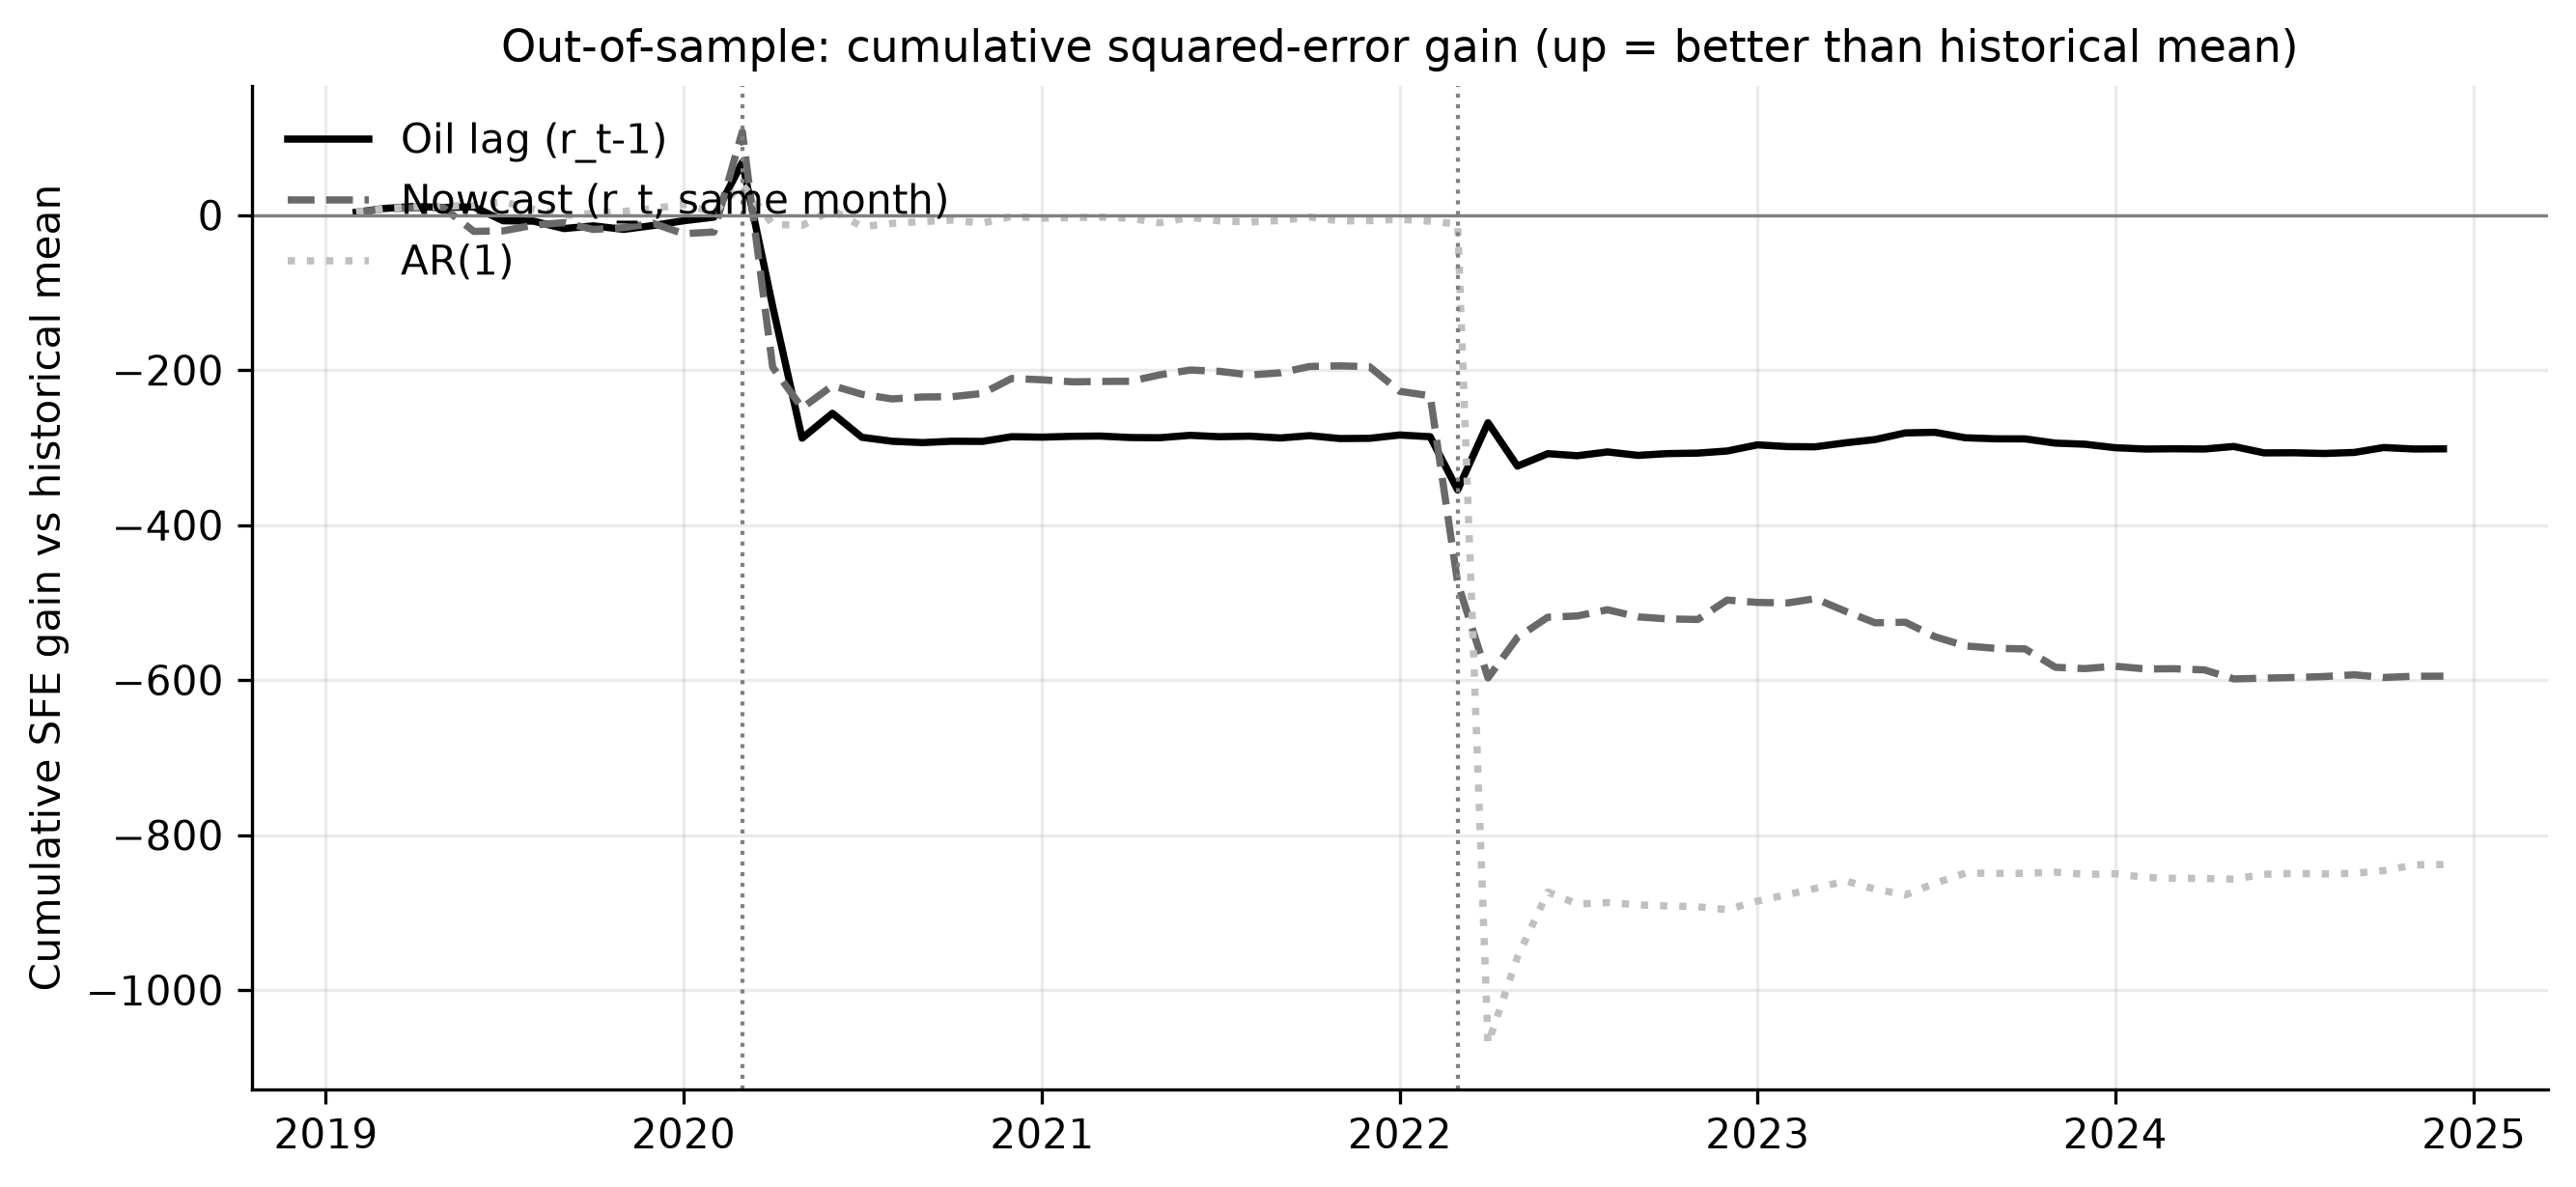 Out-of-sample: cumulative squared-error gain (up = better than historical mean)
Cumulative SFE gain vs historical mean
Oil lag (r_t-1)
Nowcast (r_t, same month)
AR(1)
0
−200
−400
−600
−800
−1000
2019
2020
2021
2022
2023
2024
2025